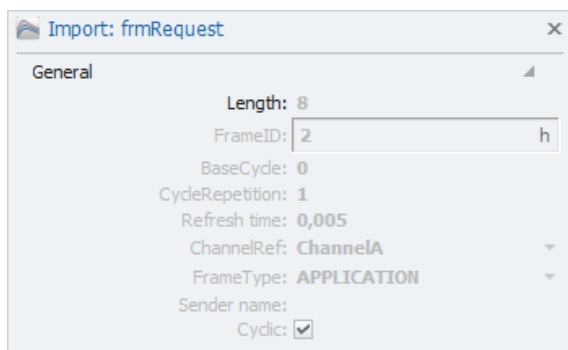 Import: frmRequest
General
Length: 8
FrameID: 2 h
BaseCycle: 0
CycleRepetition: 1
Refresh time: 0,005
ChannelRef: ChannelA
FrameType: APPLICATION
Sender name:
Cyclic: